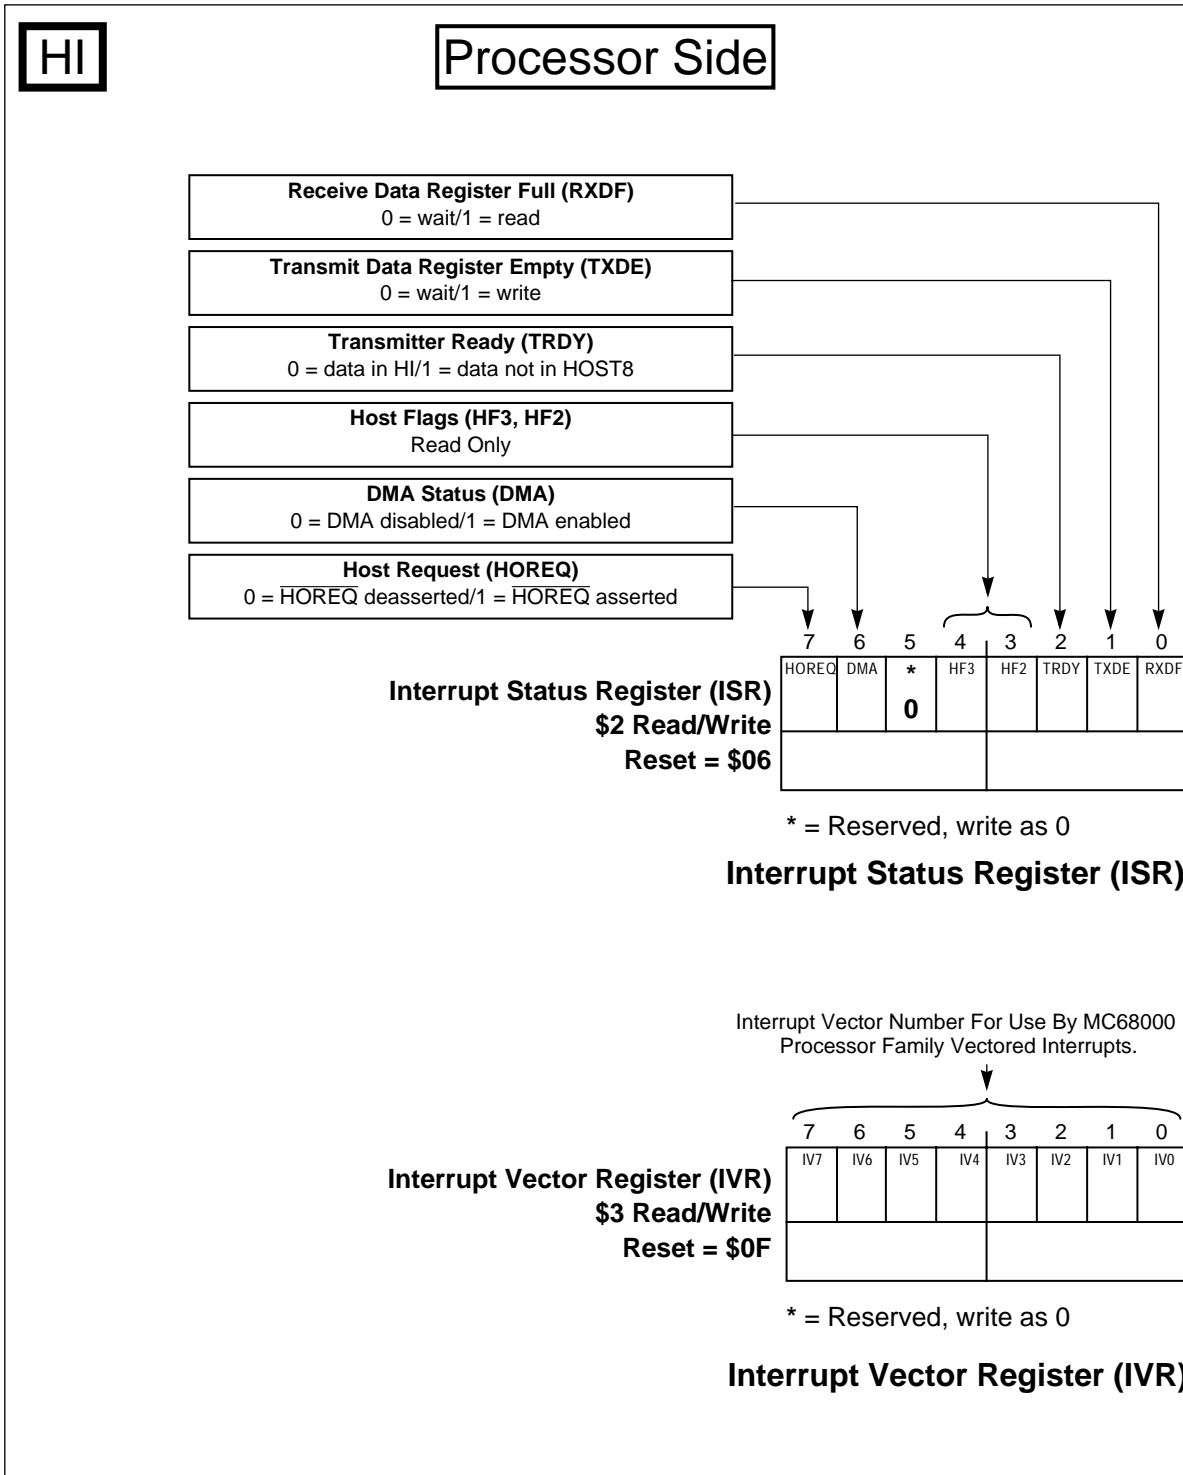 HI
Processor Side
Receive Data Register Full (RXDF)
0 = wait/1 = read
Transmit Data Register Empty (TXDE)
0 = wait/1 = write
Transmitter Ready (TRDY)
0 = data in HI/1 = data not in HOST8
Host Flags (HF3, HF2)
Read Only
DMA Status (DMA)
0 = DMA disabled/1 = DMA enabled
Host Request (HOREQ)
0 = HOREQ deasserted/1 = HOREQ asserted
7 6 5 4 3 2 1 0
HOREQ DMA * HF3 HF2 TRDY TXDE RXDF
0
Interrupt Status Register (ISR)
$2 Read/Write
Reset = $06
* = Reserved, write as 0
Interrupt Status Register (ISR)
Interrupt Vector Number For Use By MC68000
Processor Family Vectored Interrupts.
7 6 5 4 3 2 1 0
IV7 IV6 IV5 IV4 IV3 IV2 IV1 IV0
Interrupt Vector Register (IVR)
$3 Read/Write
Reset = $0F
* = Reserved, write as 0
Interrupt Vector Register (IVR)